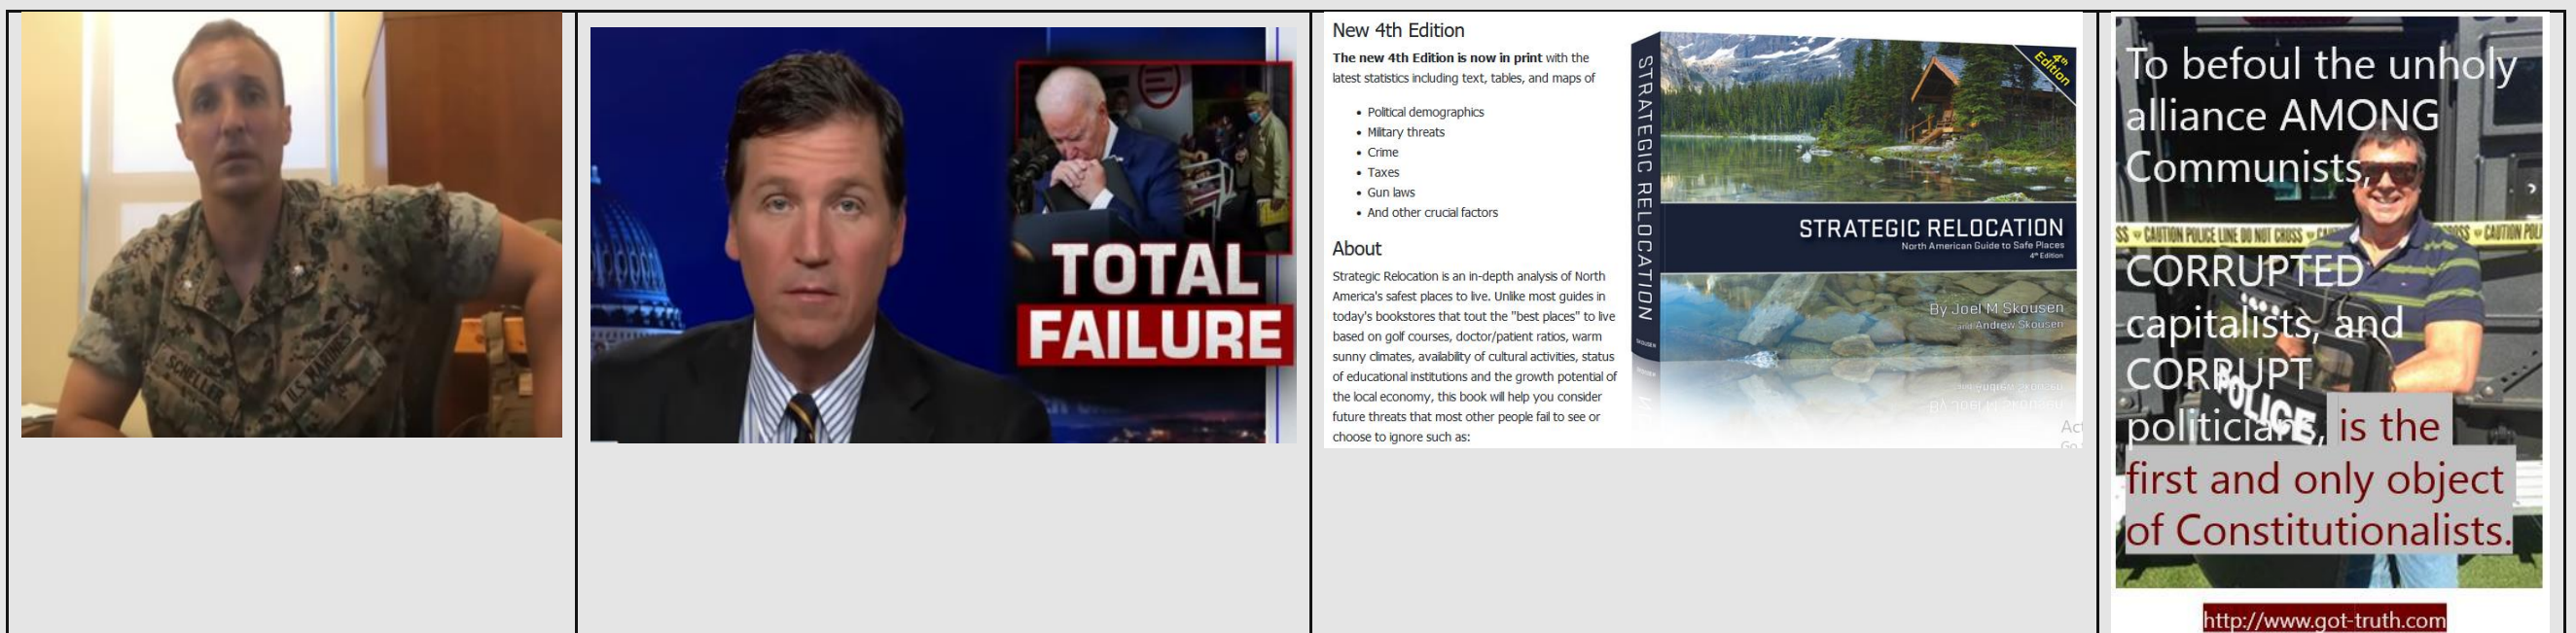 SCHELLER
U.S. MARINES
TOTAL
FAILURE
New 4th Edition
The new 4th Edition is now in print with the
latest statistics including text, tables, and maps of
• Political demographics
• Military threats
• Crime
• Taxes
• Gun laws
• And other crucial factors
About
Strategic Relocation is an in-depth analysis of North
America's safest places to live. Unlike most guides in
today's bookstores that tout the "best places" to live
based on golf courses, doctor/patient ratios, warm
sunny climates, availability of cultural activities, status
of educational institutions and the growth potential of
the local economy, this book will help you consider
future threats that most other people fail to see or
choose to ignore such as:
STRATEGIC RELOCATION
SKOUSEN
4th
Edition
STRATEGIC RELOCATION
North American Guide to Safe Places
4th Edition
By Joel M Skousen
and Andrew Skousen
Act
Go
To befoul the unholy
alliance AMONG
Communists,
SS CAUTION POLICE LINE DO NOT CROSS CAUTION POLI
CORRUPTED
capitalists, and
CORRUPT
politicians, is the
POLICE
first and only object
of Constitutionalists.
http://www.got-truth.com